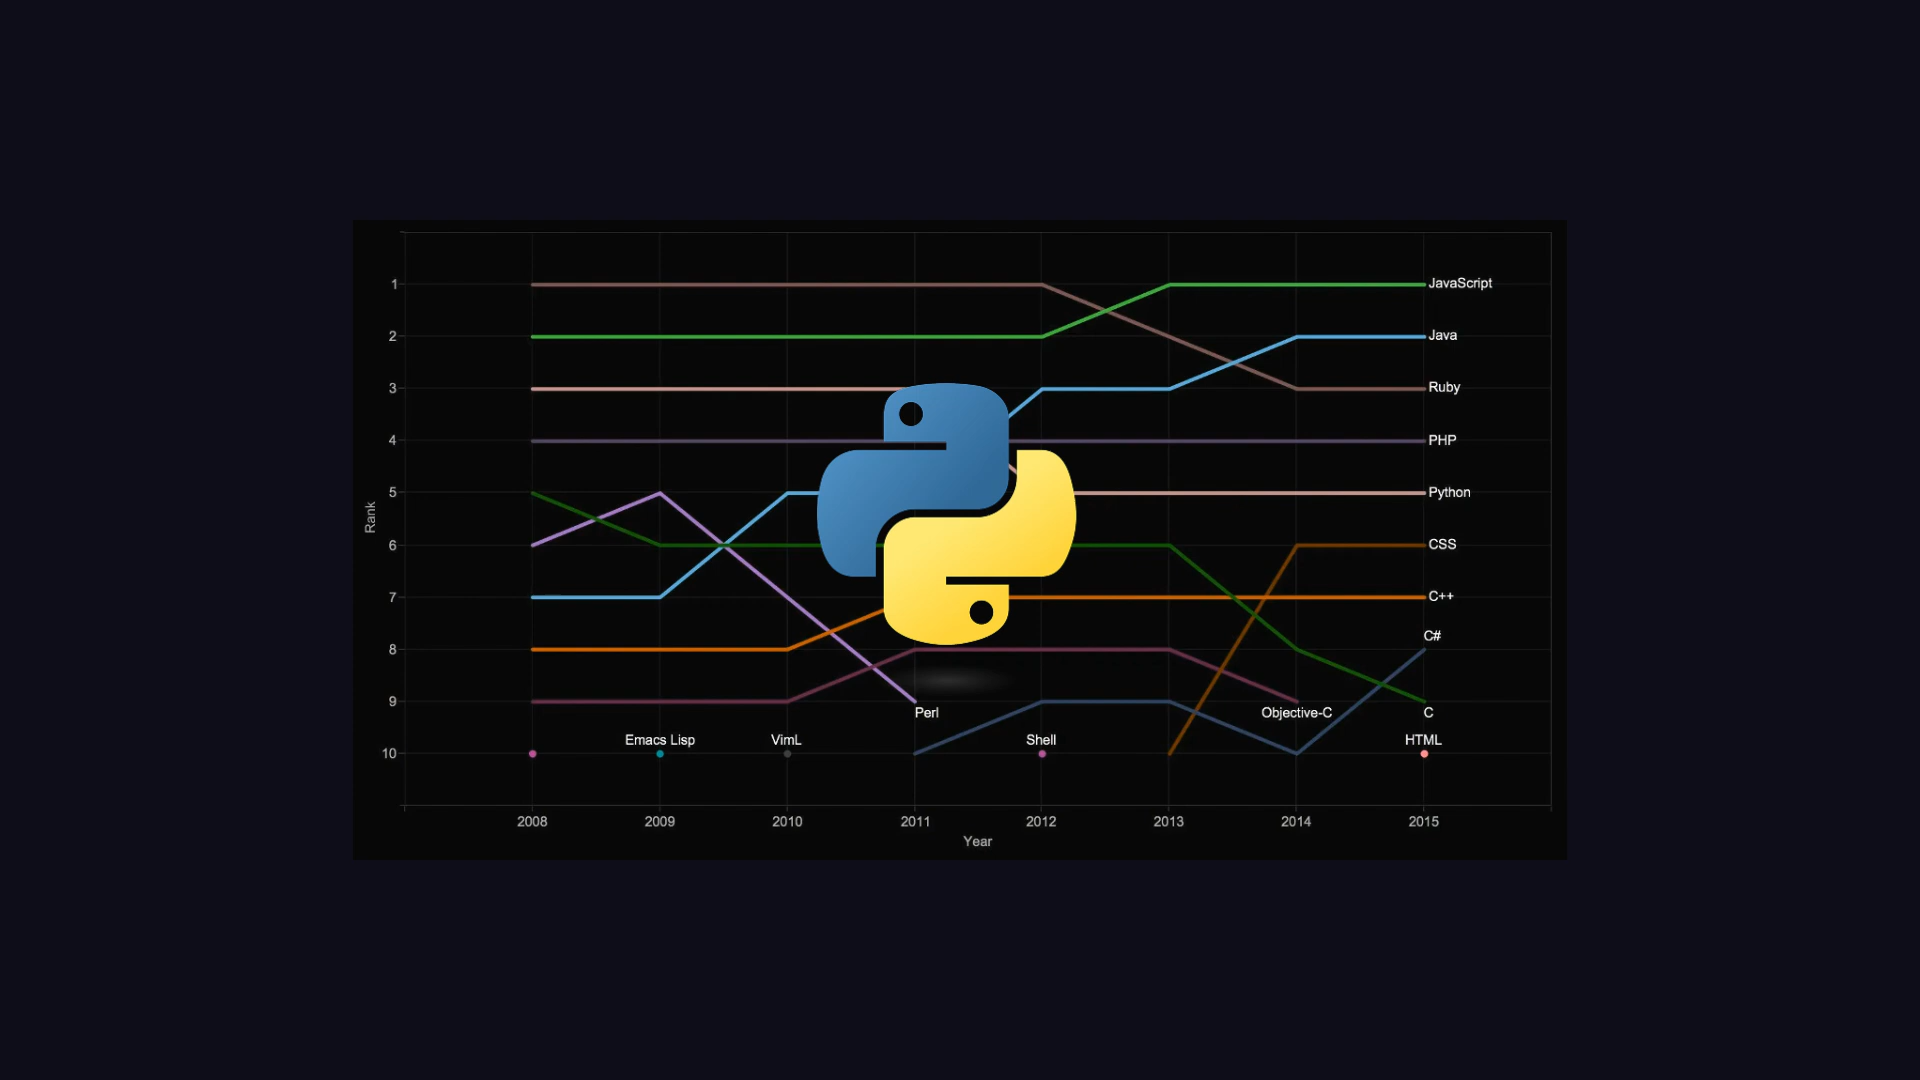 1
JavaScript
2
Java
3
Ruby
4
PHP
5
Python
Rank
6
CSS
7
C++
8
C#
9
Perl
Objective-C
C
Emacs Lisp
VimL
Shell
HTML
10
2008 2009 2010 2011 2012 2013 2014 2015
Year